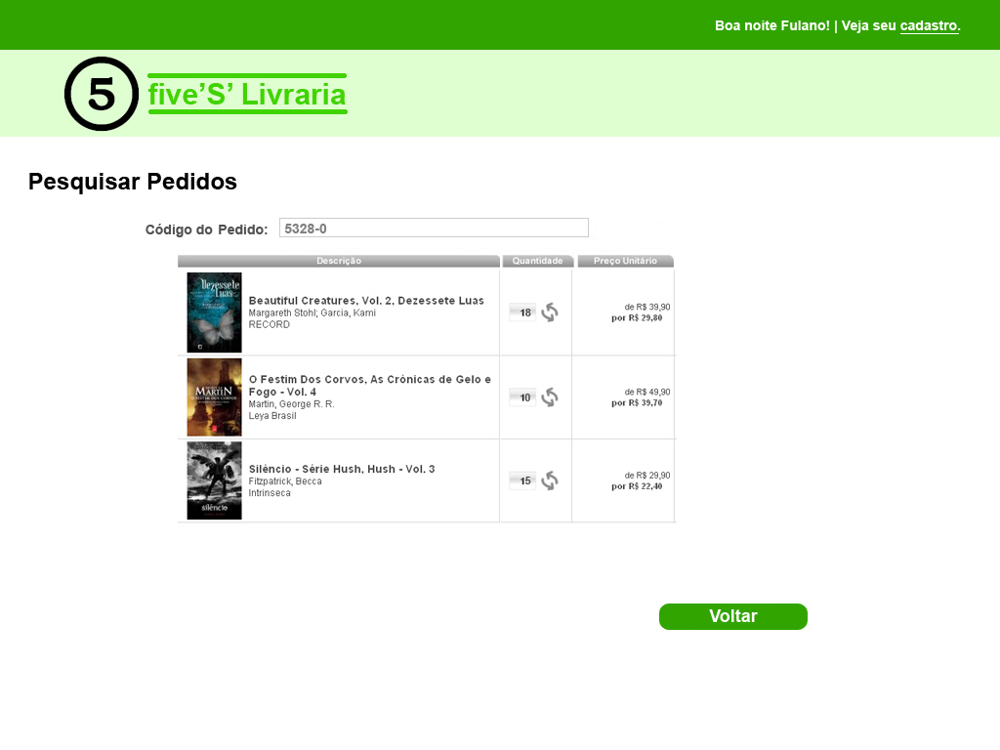 Boa noite Fulano! | Veja seu cadastro.
5
five’S’ Livraria
Pesquisar Pedidos
Código do Pedido: 5328-0
Descrição Quantidade Preço Unitário
Dezessete
Luas
Beautiful Creatures, Vol. 2, Dezessete Luas
Margareth Stohl; Garcia, Kami
RECORD
18
de R$ 39,90
por R$ 29,80
MARTIN
O FESTIM DOS CORVOS
O Festim Dos Corvos, As Crônicas de Gelo e
Fogo - Vol. 4
Martin, George R. R.
Leya Brasil
10
de R$ 49,90
por R$ 39,70
silêncio
Silêncio - Série Hush, Hush - Vol. 3
Fitzpatrick, Becca
Intrinseca
15
de R$ 29,90
por R$ 22,40
Voltar